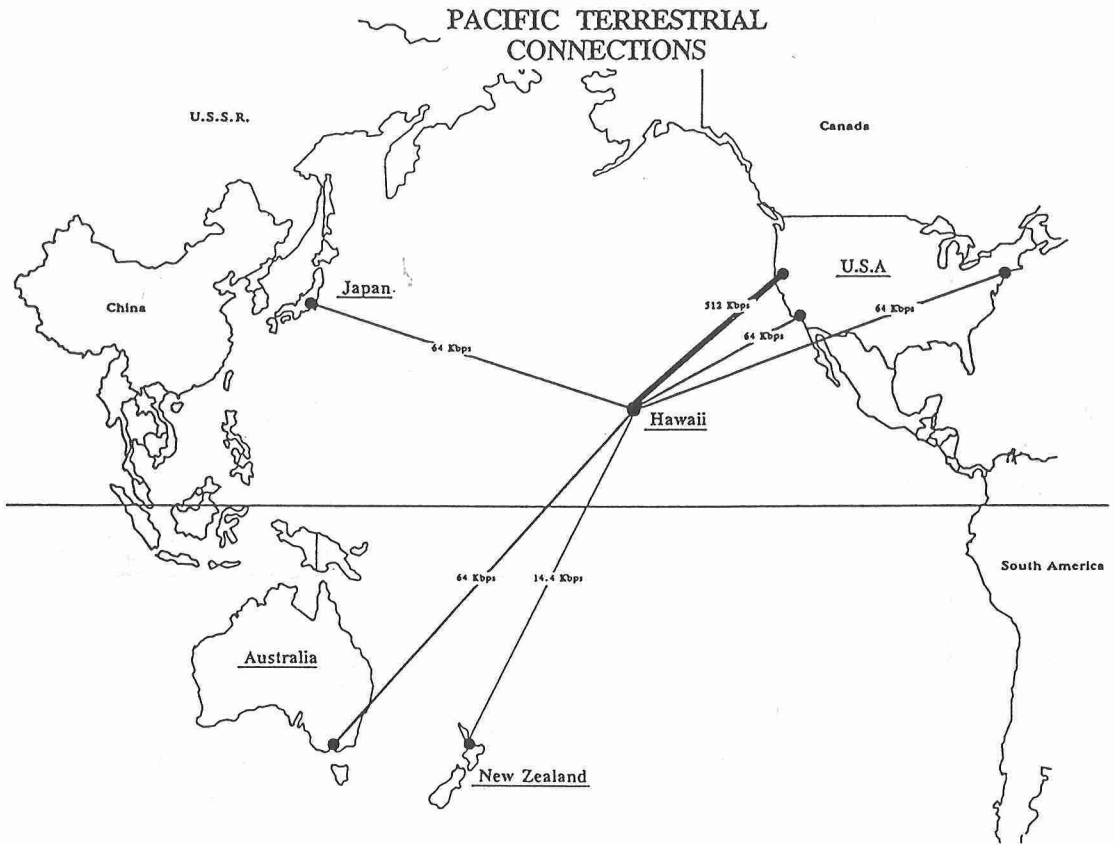 PACIFIC TERRESTRIAL
CONNECTIONS
U.S.S.R.
Canada
U.S.A
Japan.
China
512 Kbps
64 Kbps
64 Kbps
64 Kbps
Hawaii
South America
64 Kbps
14.4 Kbps
Australia
New Zealand